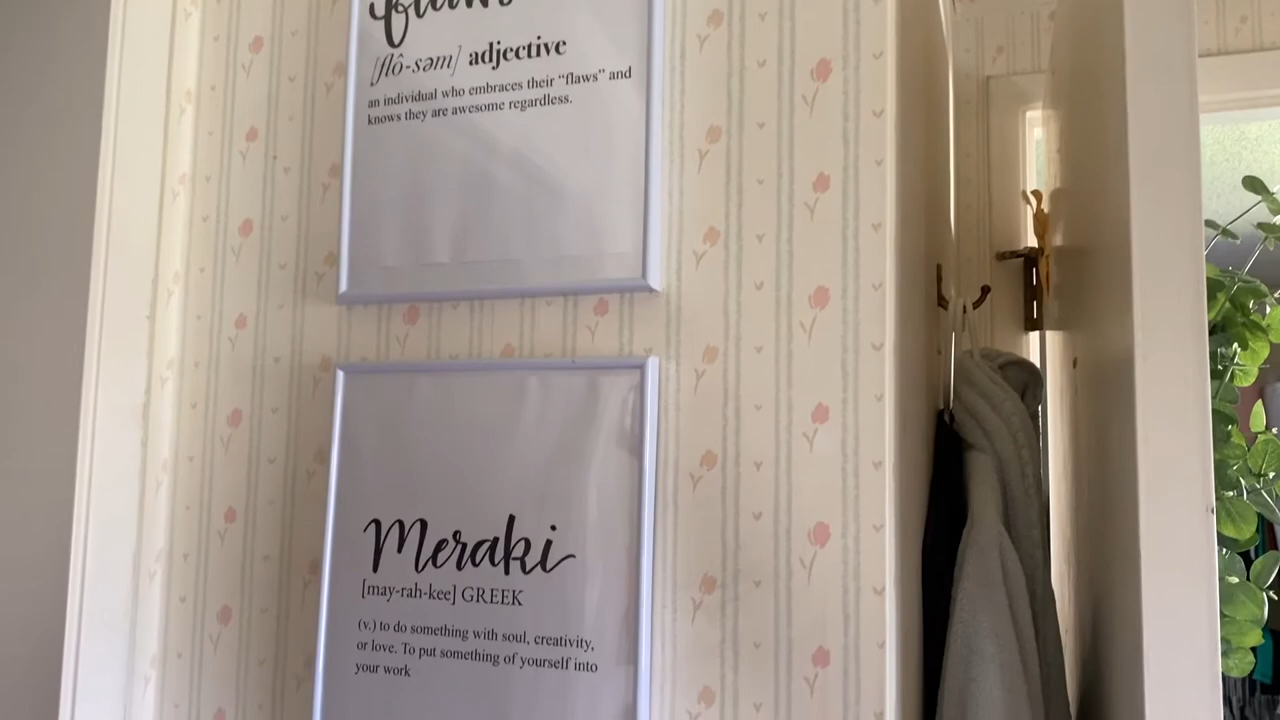 [flô-səm] adjective
an individual who embraces their “flaws” and
knows they are awesome regardless.
Meraki
[may-rah-kee] GREEK
(v.) to do something with soul, creativity,
or love. To put something of yourself into
your work